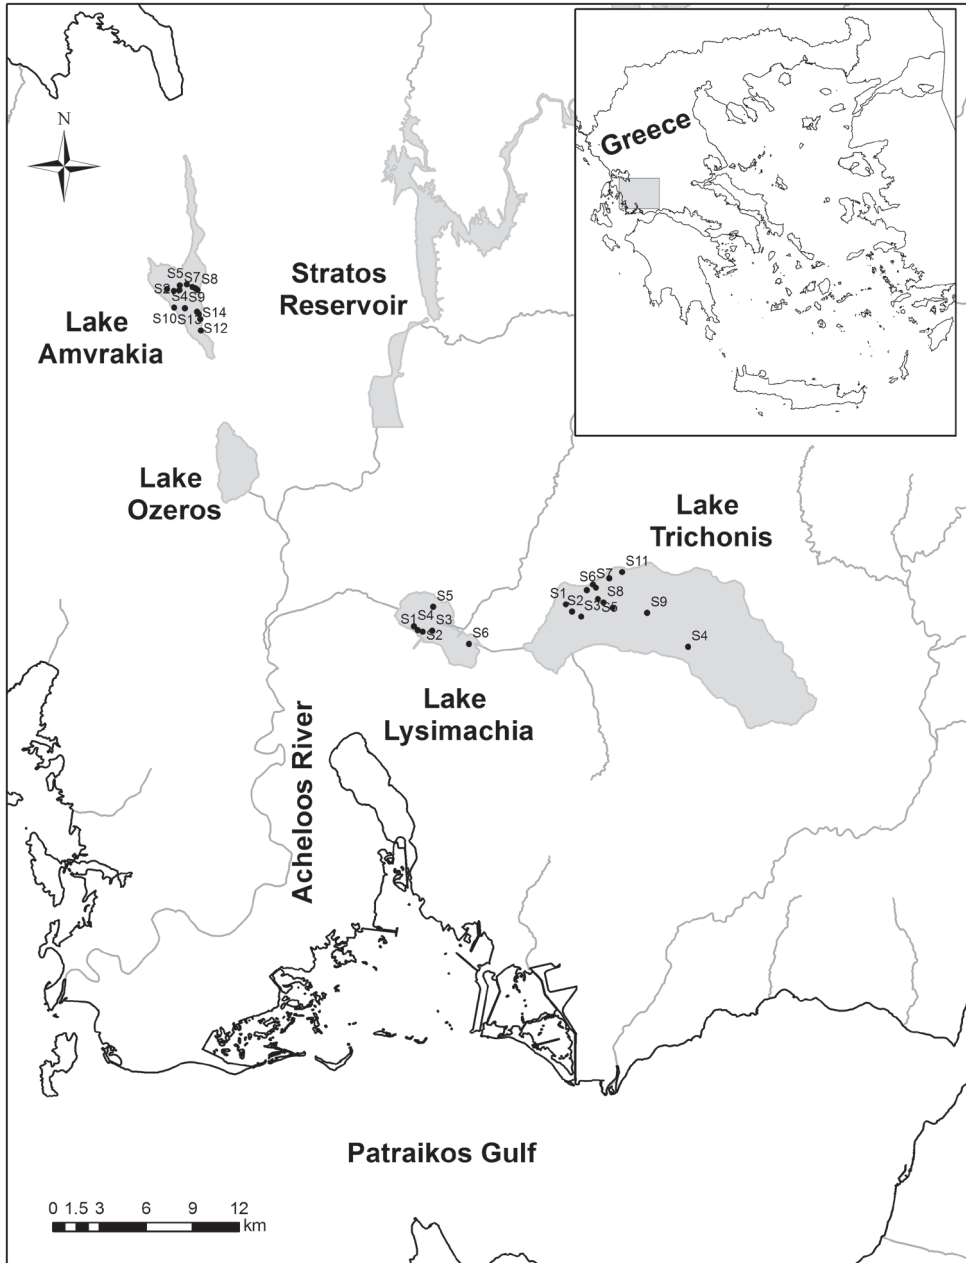 N
Greece
S5 S7 S8
S4 S9
S10 S13 S14
S12
Stratos
Reservoir
Lake
Amvrakia
Lake
Ozeros
Lake
Trichonis
S11
S6 S7
S1 S2 S3 S5 S8
S9
S4
S5
S1 S4 S3
S2
S6
Lake
Lysimachia
Acheloos River
Patraikos Gulf
0 1.5 3 6 9 12
km